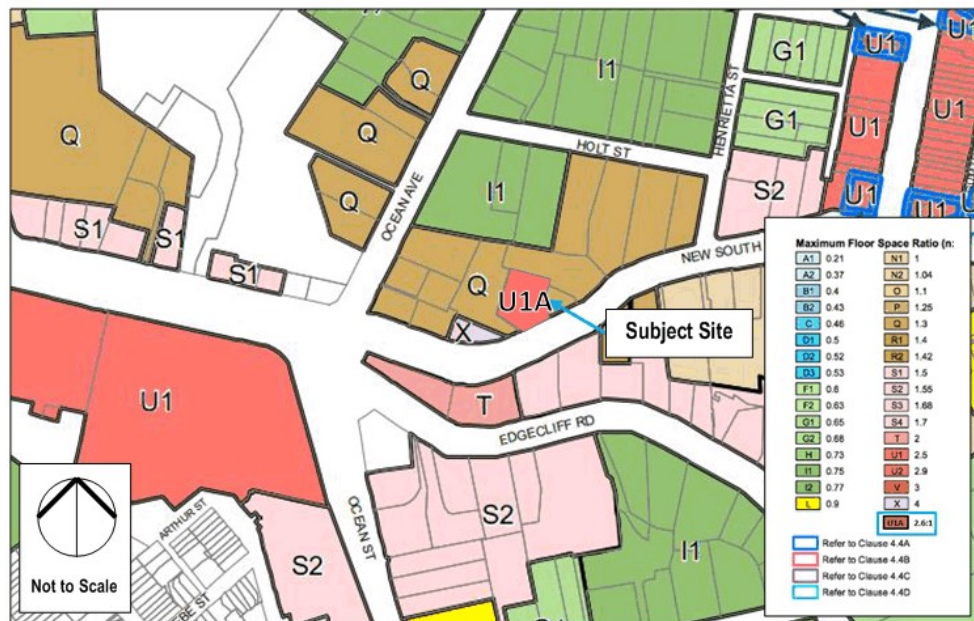 Q
I1
G1
U1
U1
HENRIETTA ST
Q
Q
G1
U1
U1
HOLT ST
OCEAN AVE
S2
U1
U1
Q
I1
S1
S1
S1
NEW SOUTH
Q
U1A
X
Subject Site
U1
T
EDGECLIFF RD
OCEAN ST
S2
S2
I1
ARTHUR ST
Not to Scale
Maximum Floor Space Ratio (n:
A1 0.21
A2 0.37
B1 0.4
B2 0.43
C 0.46
D1 0.5
D2 0.52
D3 0.53
F1 0.6
F2 0.63
G1 0.65
G2 0.68
H 0.73
I1 0.75
I2 0.77
L 0.9
N1 1
N2 1.04
O 1.1
P 1.25
Q 1.3
R1 1.4
R2 1.42
S1 1.5
S2 1.55
S3 1.68
S4 1.7
T 2
U1 2.5
U2 2.9
V 3
X 4
U1A 2.6:1
Refer to Clause 4.4A
Refer to Clause 4.4B
Refer to Clause 4.4C
Refer to Clause 4.4D